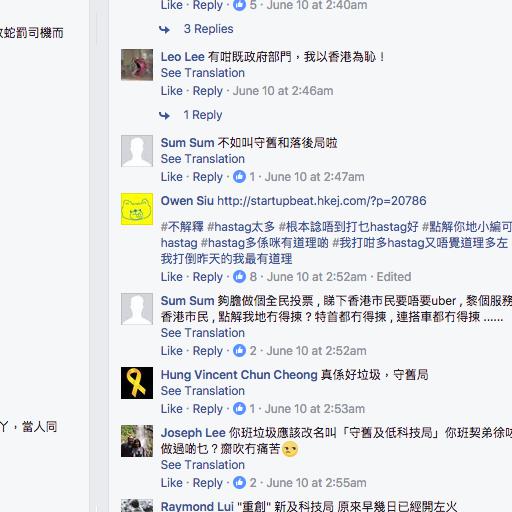 Like · Reply · 5 · June 10 at 2:40am
蛇罰司機而
3 Replies
Leo Lee 有咁既政府部門，我以香港為恥！
See Translation
Like · Reply · June 10 at 2:46am
1 Reply
Sum Sum 不如叫守舊和落後局啦
See Translation
Like · Reply · 1 · June 10 at 2:47am
Owen Siu http://startupbeat.hkej.com/?p=20786
#不解釋 #hastag太多 #根本諗唔到打乜hastag好 #點解你地小編可
hastag #hastag多係咪有道理啲 #我打咁多hastag又唔覺道理多左
我打倒昨天的我最有道理
Like · Reply · 8 · June 10 at 2:52am · Edited
Sum Sum 夠膽做個全民投票 , 睇下香港市民要唔要uber , 黎個服務
香港市民 , 點解我地冇得揀 ? 特首都冇得揀 , 連搭車都冇得揀 ......
See Translation
Like · Reply · 2 · June 10 at 2:52am
Hung Vincent Chun Cheong 真係好垃圾，守舊局
See Translation
Like · Reply · 1 · June 10 at 2:53am
丫，當人同
Joseph Lee 你班垃圾應該改名叫「守舊及低科技局」你班契弟徐
做過啲乜？齋吹冇痛苦
See Translation
Like · Reply · 2 · June 10 at 2:55am
Raymond Lui "重創" 新及科技局 原來早幾日已經開左火